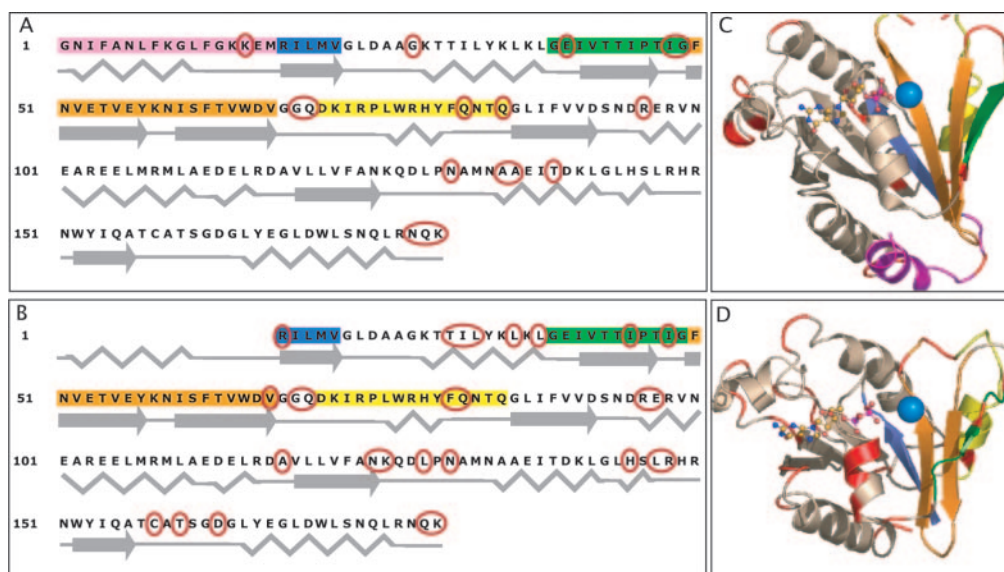 A
1 GNIFANLFKGLFGKKEMRILMVGLDAAGKTTILYKLKLGEIVTTIPTIGF
51 NVETVEYKNISFTVWDVGGQDKIRPLWRHYFQNTQGLIFVVDSNDRERVN
101 EAREELMRMLAEDELRDAVLLVFANKQDLPNAMNAAEITDKLGLHSLRHR
151 NWYIQATCATSGDGLYEGLDWLSNQLRNQK
B
1 RILMVGLDAAGKTTILYKLKLGEIVTTIPTIGF
51 NVETVEYKNISFTVWDVGGQDKIRPLWRHYFQNTQGLIFVVDSNDRERVN
101 EAREELMRMLAEDELRDAVLLVFANKQDLPNAMNAAEITDKLGLHSLRHR
151 NWYIQATCATSGDGLYEGLDWLSNQLRNQK
C
D